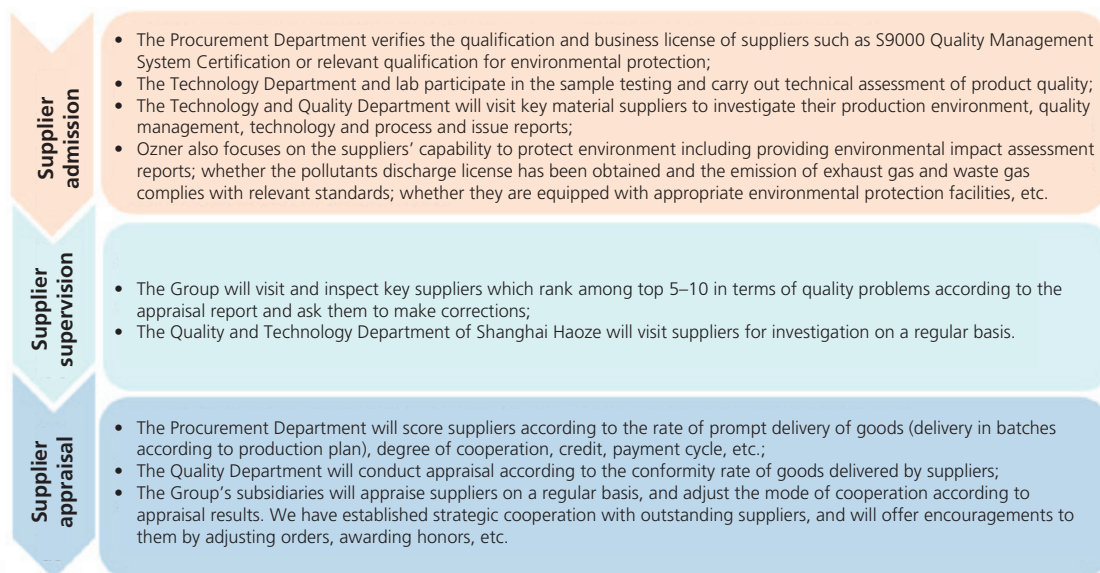 Supplier
admission
• The Procurement Department verifies the qualification and business license of suppliers such as S9000 Quality Management
System Certification or relevant qualification for environmental protection;
• The Technology Department and lab participate in the sample testing and carry out technical assessment of product quality;
• The Technology and Quality Department will visit key material suppliers to investigate their production environment, quality
management, technology and process and issue reports;
• Ozner also focuses on the suppliers’ capability to protect environment including providing environmental impact assessment
reports; whether the pollutants discharge license has been obtained and the emission of exhaust gas and waste gas
complies with relevant standards; whether they are equipped with appropriate environmental protection facilities, etc.
Supplier
supervision
• The Group will visit and inspect key suppliers which rank among top 5–10 in terms of quality problems according to the
appraisal report and ask them to make corrections;
• The Quality and Technology Department of Shanghai Haoze will visit suppliers for investigation on a regular basis.
Supplier
appraisal
• The Procurement Department will score suppliers according to the rate of prompt delivery of goods (delivery in batches
according to production plan), degree of cooperation, credit, payment cycle, etc.;
• The Quality Department will conduct appraisal according to the conformity rate of goods delivered by suppliers;
• The Group’s subsidiaries will appraise suppliers on a regular basis, and adjust the mode of cooperation according to
appraisal results. We have established strategic cooperation with outstanding suppliers, and will offer encouragements to
them by adjusting orders, awarding honors, etc.